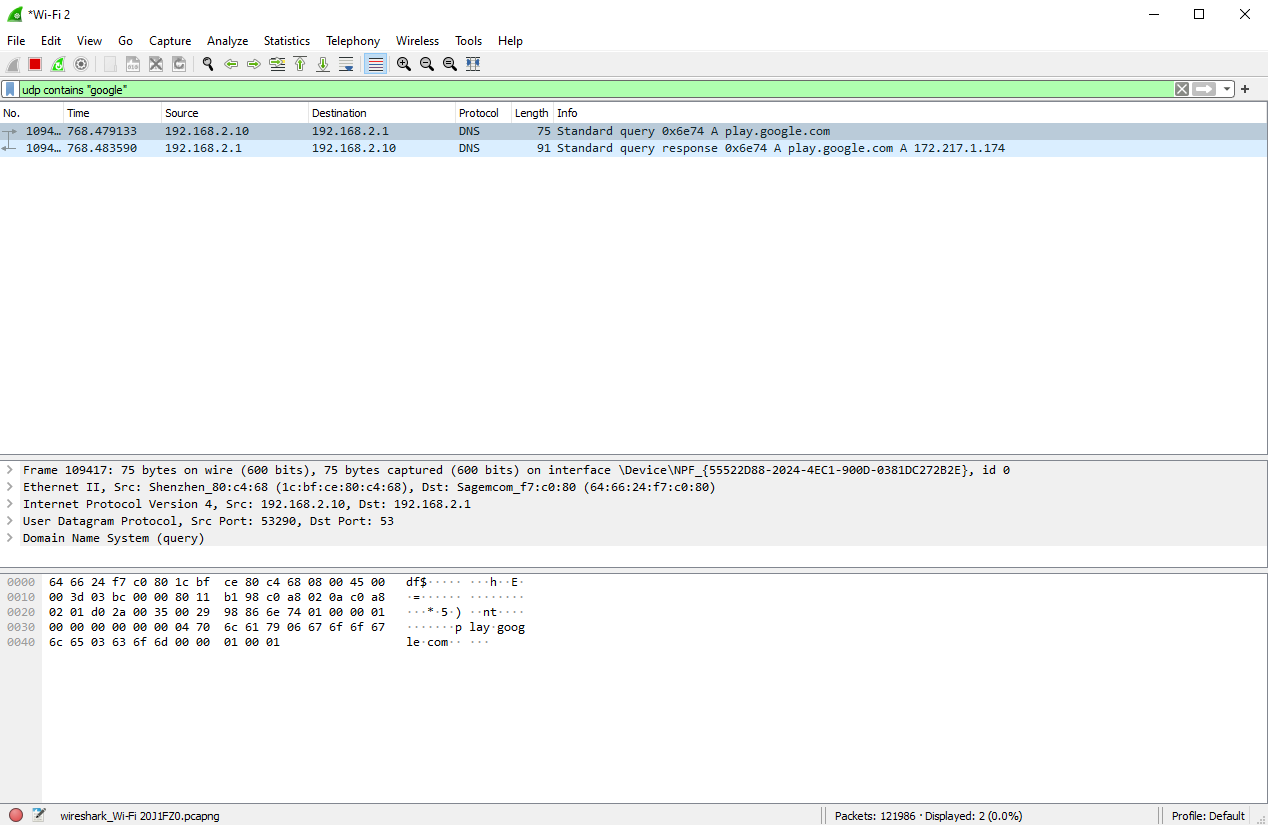 *Wi-Fi 2
File Edit View Go Capture Analyze Statistics Telephony Wireless Tools Help
udp contains "google"
No. Time Source Destination Protocol Length Info
1094… 768.479133 192.168.2.10 192.168.2.1 DNS 75 Standard query 0x6e74 A play.google.com
1094… 768.483590 192.168.2.1 192.168.2.10 DNS 91 Standard query response 0x6e74 A play.google.com A 172.217.1.174
Frame 109417: 75 bytes on wire (600 bits), 75 bytes captured (600 bits) on interface \Device\NPF_{55522D88-2024-4EC1-900D-0381DC272B2E}, id 0
Ethernet II, Src: Shenzhen_80:c4:68 (1c:bf:ce:80:c4:68), Dst: Sagemcom_f7:c0:80 (64:66:24:f7:c0:80)
Internet Protocol Version 4, Src: 192.168.2.10, Dst: 192.168.2.1
User Datagram Protocol, Src Port: 53290, Dst Port: 53
Domain Name System (query)
0000 64 66 24 f7 c0 80 1c bf ce 80 c4 68 08 00 45 00 df$····· ···h··E·
0010 00 3d 03 bc 00 00 80 11 b1 98 c0 a8 02 0a c0 a8 ·=······ ········
0020 02 01 d0 2a 00 35 00 29 98 86 6e 74 01 00 00 01 ···*·5·) ··nt····
0030 00 00 00 00 00 00 04 70 6c 61 79 06 67 6f 6f 67 ·······p lay·goog
0040 6c 65 03 63 6f 6d 00 00 01 00 01 le·com·· ···
wireshark_Wi-Fi 20J1FZ0.pcapng Packets: 121986 · Displayed: 2 (0.0%) Profile: Default